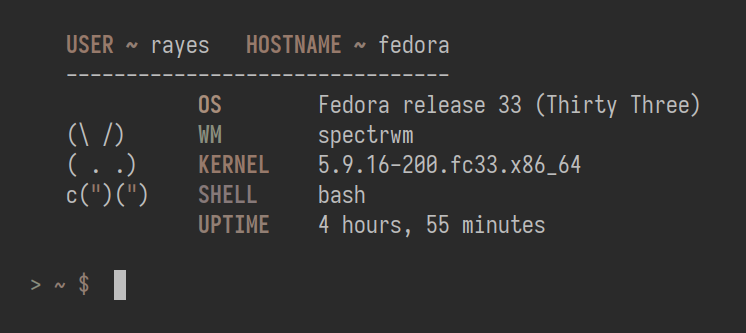 USER ~ rayes   HOSTNAME ~ fedora
--------------------------------
           OS        Fedora release 33 (Thirty Three)
(\ /)      WM        spectrwm
( . .)     KERNEL    5.9.16-200.fc33.x86_64
c(")(")    SHELL     bash
           UPTIME    4 hours, 55 minutes
> ~ $